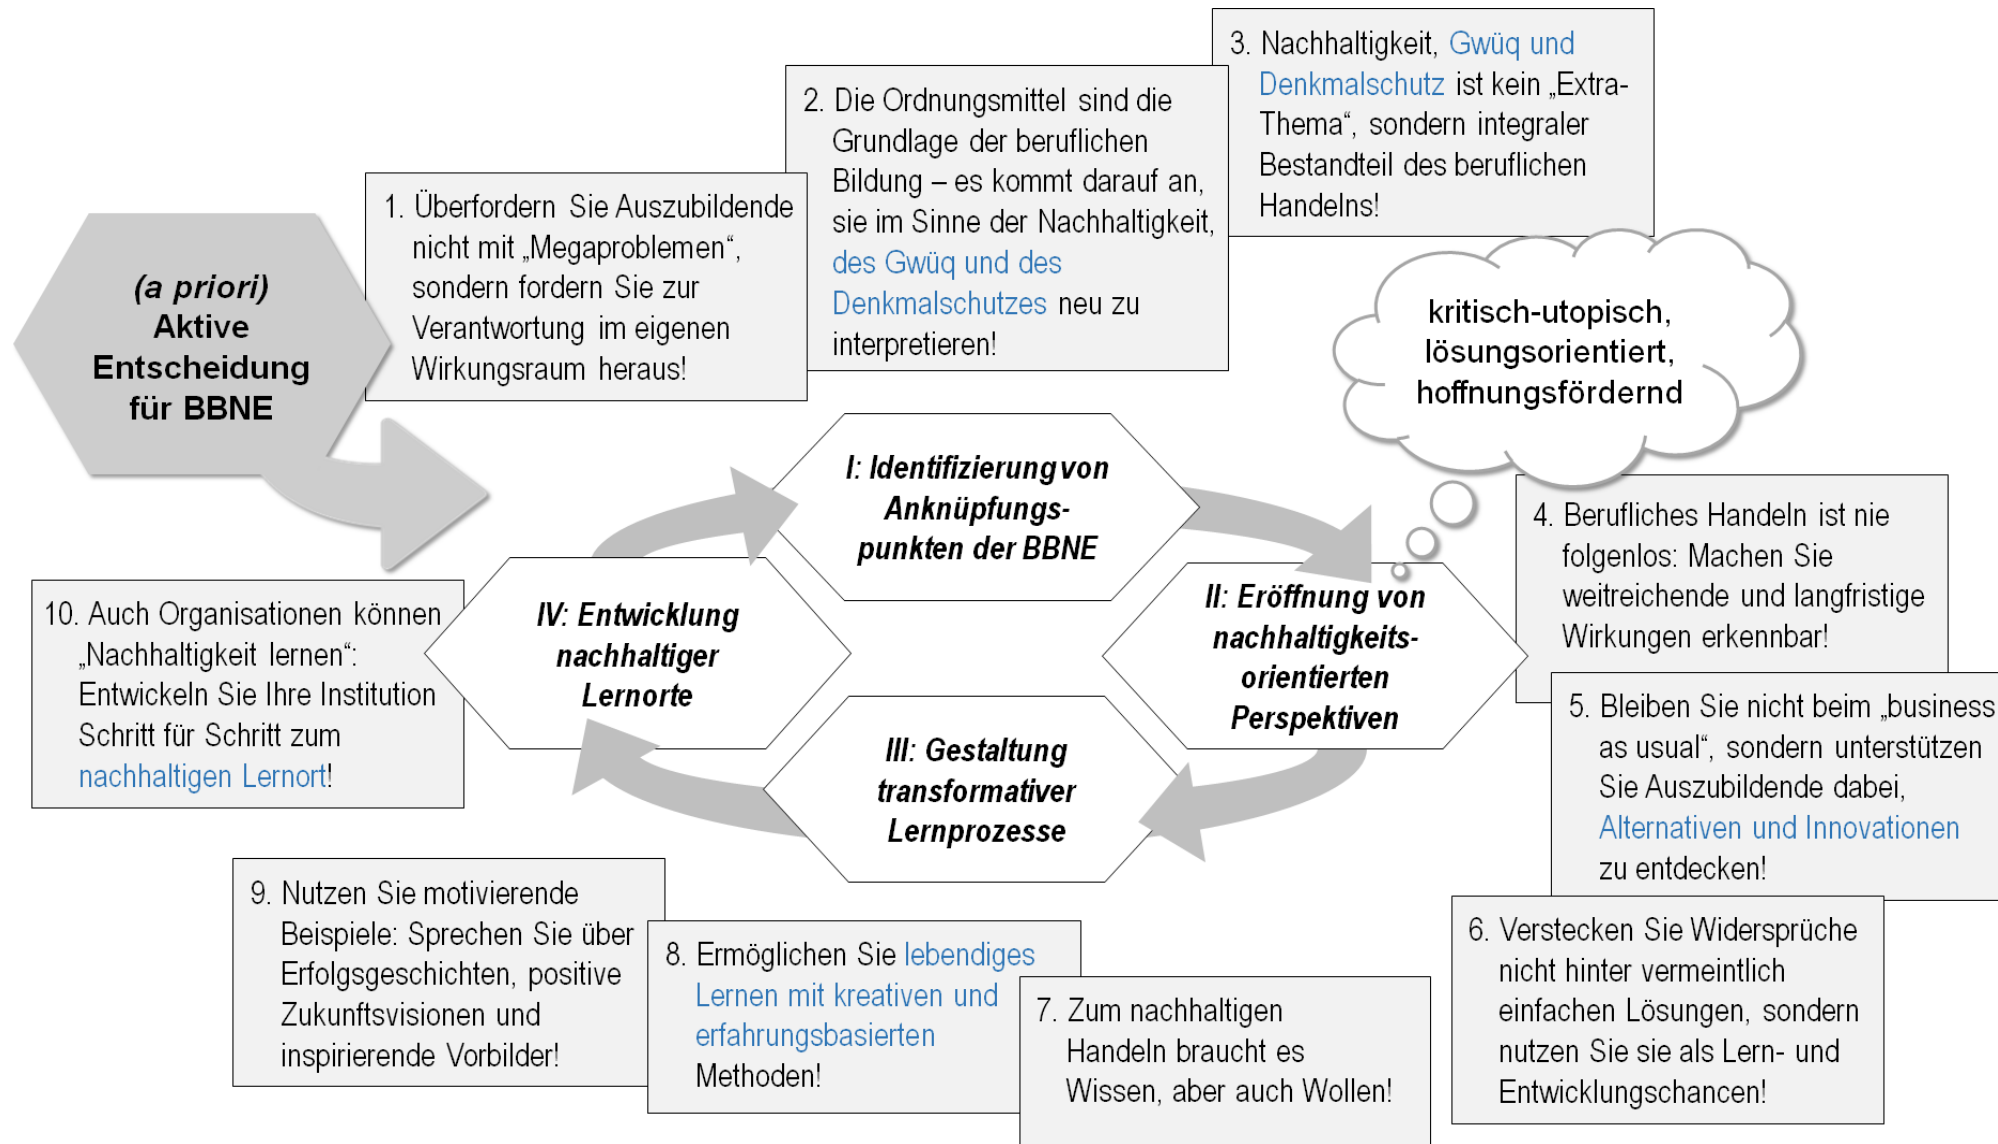 (a priori)
Aktive
Entscheidung
für BBNE
1. Überfordern Sie Auszubildende
nicht mit „Megaproblemen“,
sondern fordern Sie zur
Verantwortung im eigenen
Wirkungsraum heraus!
2. Die Ordnungsmittel sind die
Grundlage der beruflichen
Bildung – es kommt darauf an,
sie im Sinne der Nachhaltigkeit,
des Gwüq und des
Denkmalschutzes neu zu
interpretieren!
3. Nachhaltigkeit, Gwüq und
Denkmalschutz ist kein „Extra-
Thema“, sondern integraler
Bestandteil des beruflichen
Handelns!
kritisch-utopisch,
lösungsorientiert,
hoffnungsfördernd
I: Identifizierung von
Anknüpfungs-
punkten der BBNE
II: Eröffnung von
nachhaltigkeits-
orientierten
Perspektiven
III: Gestaltung
transformativer
Lernprozesse
IV: Entwicklung
nachhaltiger
Lernorte
4. Berufliches Handeln ist nie
folgenlos: Machen Sie
weitreichende und langfristige
Wirkungen erkennbar!
5. Bleiben Sie nicht beim „business
as usual“, sondern unterstützen
Sie Auszubildende dabei,
Alternativen und Innovationen
zu entdecken!
6. Verstecken Sie Widersprüche
nicht hinter vermeintlich
einfachen Lösungen, sondern
nutzen Sie sie als Lern- und
Entwicklungschancen!
7. Zum nachhaltigen
Handeln braucht es
Wissen, aber auch Wollen!
8. Ermöglichen Sie lebendiges
Lernen mit kreativen und
erfahrungsbasierten
Methoden!
9. Nutzen Sie motivierende
Beispiele: Sprechen Sie über
Erfolgsgeschichten, positive
Zukunftsvisionen und
inspirierende Vorbilder!
10. Auch Organisationen können
„Nachhaltigkeit lernen“:
Entwickeln Sie Ihre Institution
Schritt für Schritt zum
nachhaltigen Lernort!